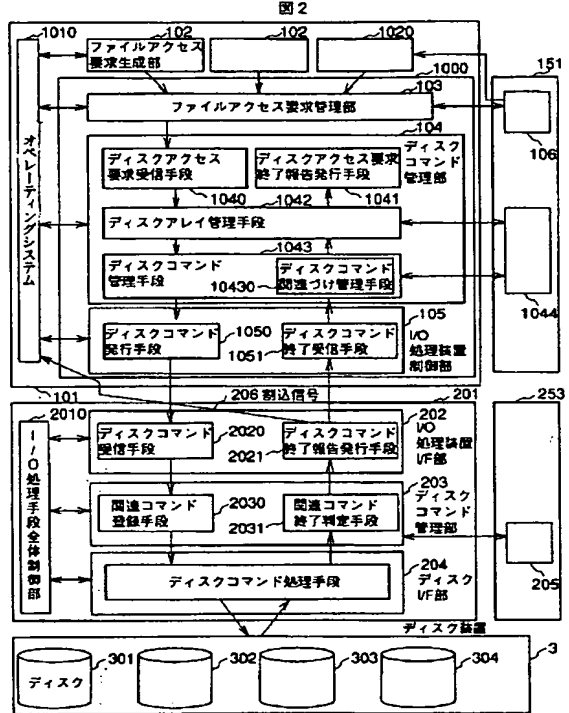 図2
1010
102
102
1020
ファイルアクセス
要求生成部
1000
103
151
ファイルアクセス要求管理部
106
104
オペレーティングシステム
ディスクアクセス
要求受信手段
ディスクアクセス要求
終了報告発行手段
ディスク
コマンド
管理部
1040
1041
1042
ディスクアレイ管理手段
1043
ディスクコマンド
管理手段
ディスクコマンド
関連づけ管理手段
10430
1044
105
ディスクコマンド
発行手段
1050
ディスクコマンド
終了受信手段
1051
I/O
処理装置
制御部
101
206 割込信号
201
2010
202
253
I/O処理手段全体制御部
ディスクコマンド
受信手段
2020
ディスクコマンド
終了報告発行手段
2021
I/O
処理装置
I/F部
203
関連コマンド
登録手段
2030
関連コマンド
終了判定手段
2031
ディスク
コマンド
管理部
204
ディスクコマンド処理手段
ディスク
I/F部
205
ディスク装置
301
302
303
304
3
ディスク